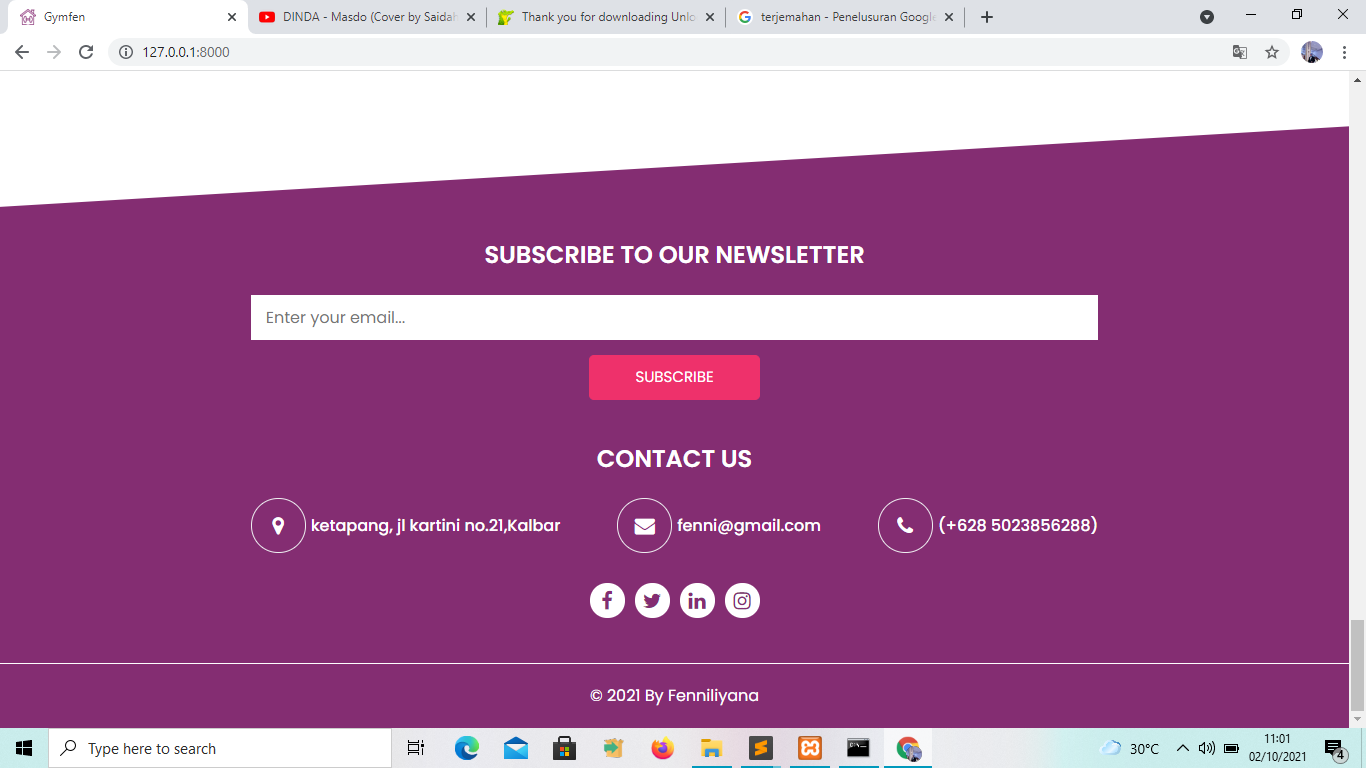 Gymfen
DINDA - Masdo (Cover by Saidah
Thank you for downloading Unlo
terjemahan - Penelusuran Google
127.0.0.1:8000
SUBSCRIBE TO OUR NEWSLETTER
Enter your email...
SUBSCRIBE
CONTACT US
ketapang, jl kartini no.21,Kalbar
fenni@gmail.com
(+628 5023856288)
© 2021 By Fenniliyana
Type here to search
30°C
11:01
02/10/2021
4